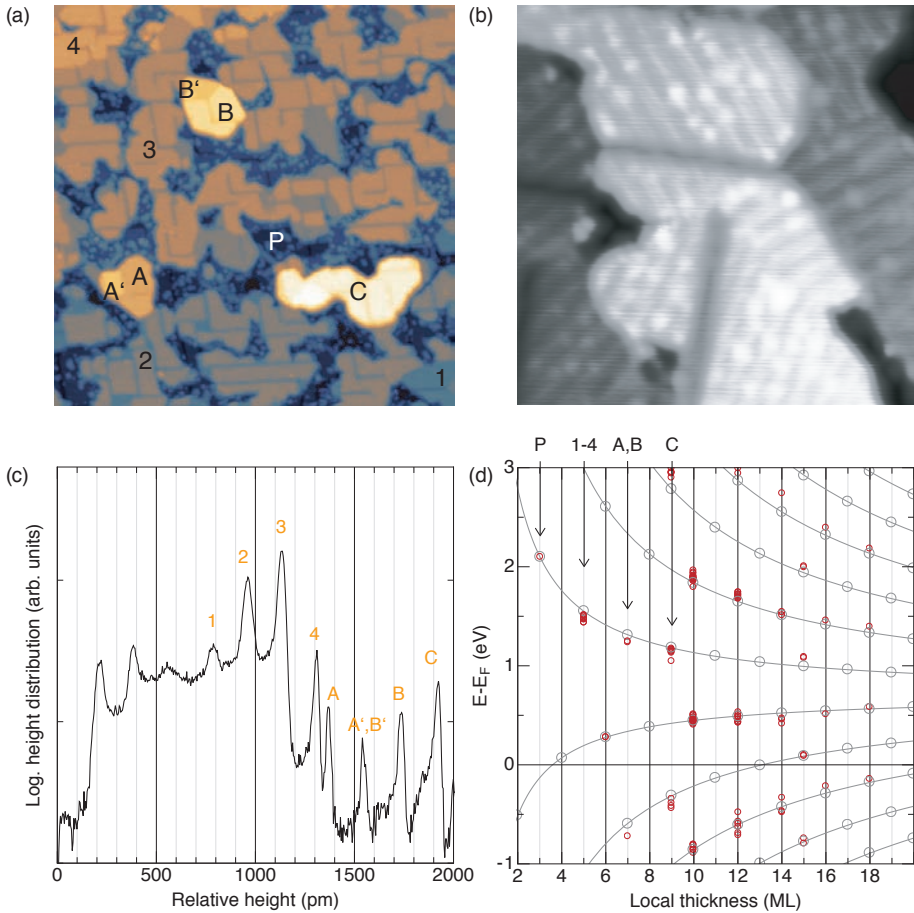 (a)
4
B‘
B
3
P
A
A‘
C
2
1
(b)
(c)
Log. height distribution (arb. units)
1
2
3
4
A
A‘,B‘
B
C
0 500 1000 1500 2000
Relative height (pm)
(d)
P 1-4 A,B‘ C
E-EF (eV)
3
2
1
0
-1
2 4 6 8 10 12 14 16 18
Local thickness (ML)